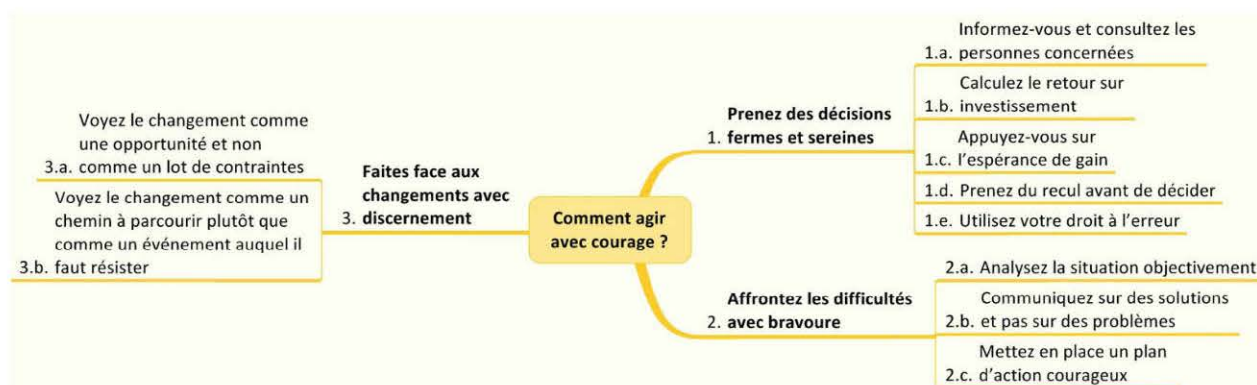 Comment agir
avec courage ?
Prenez des décisions
1. fermes et sereines
Informez-vous et consultez les
1.a. personnes concernées
Calculez le retour sur
1.b. investissement
Appuyez-vous sur
1.c. l’espérance de gain
1.d. Prenez du recul avant de décider
1.e. Utilisez votre droit à l’erreur
Affrontez les difficultés
2. avec bravoure
2.a. Analysez la situation objectivement
Communiquez sur des solutions
2.b. et pas sur des problèmes
Mettez en place un plan
2.c. d’action courageux
Faites face aux
changements avec
3. discernement
Voyez le changement comme
une opportunité et non
3.a. comme un lot de contraintes
Voyez le changement comme un
chemin à parcourir plutôt que
comme un événement auquel il
3.b. faut résister